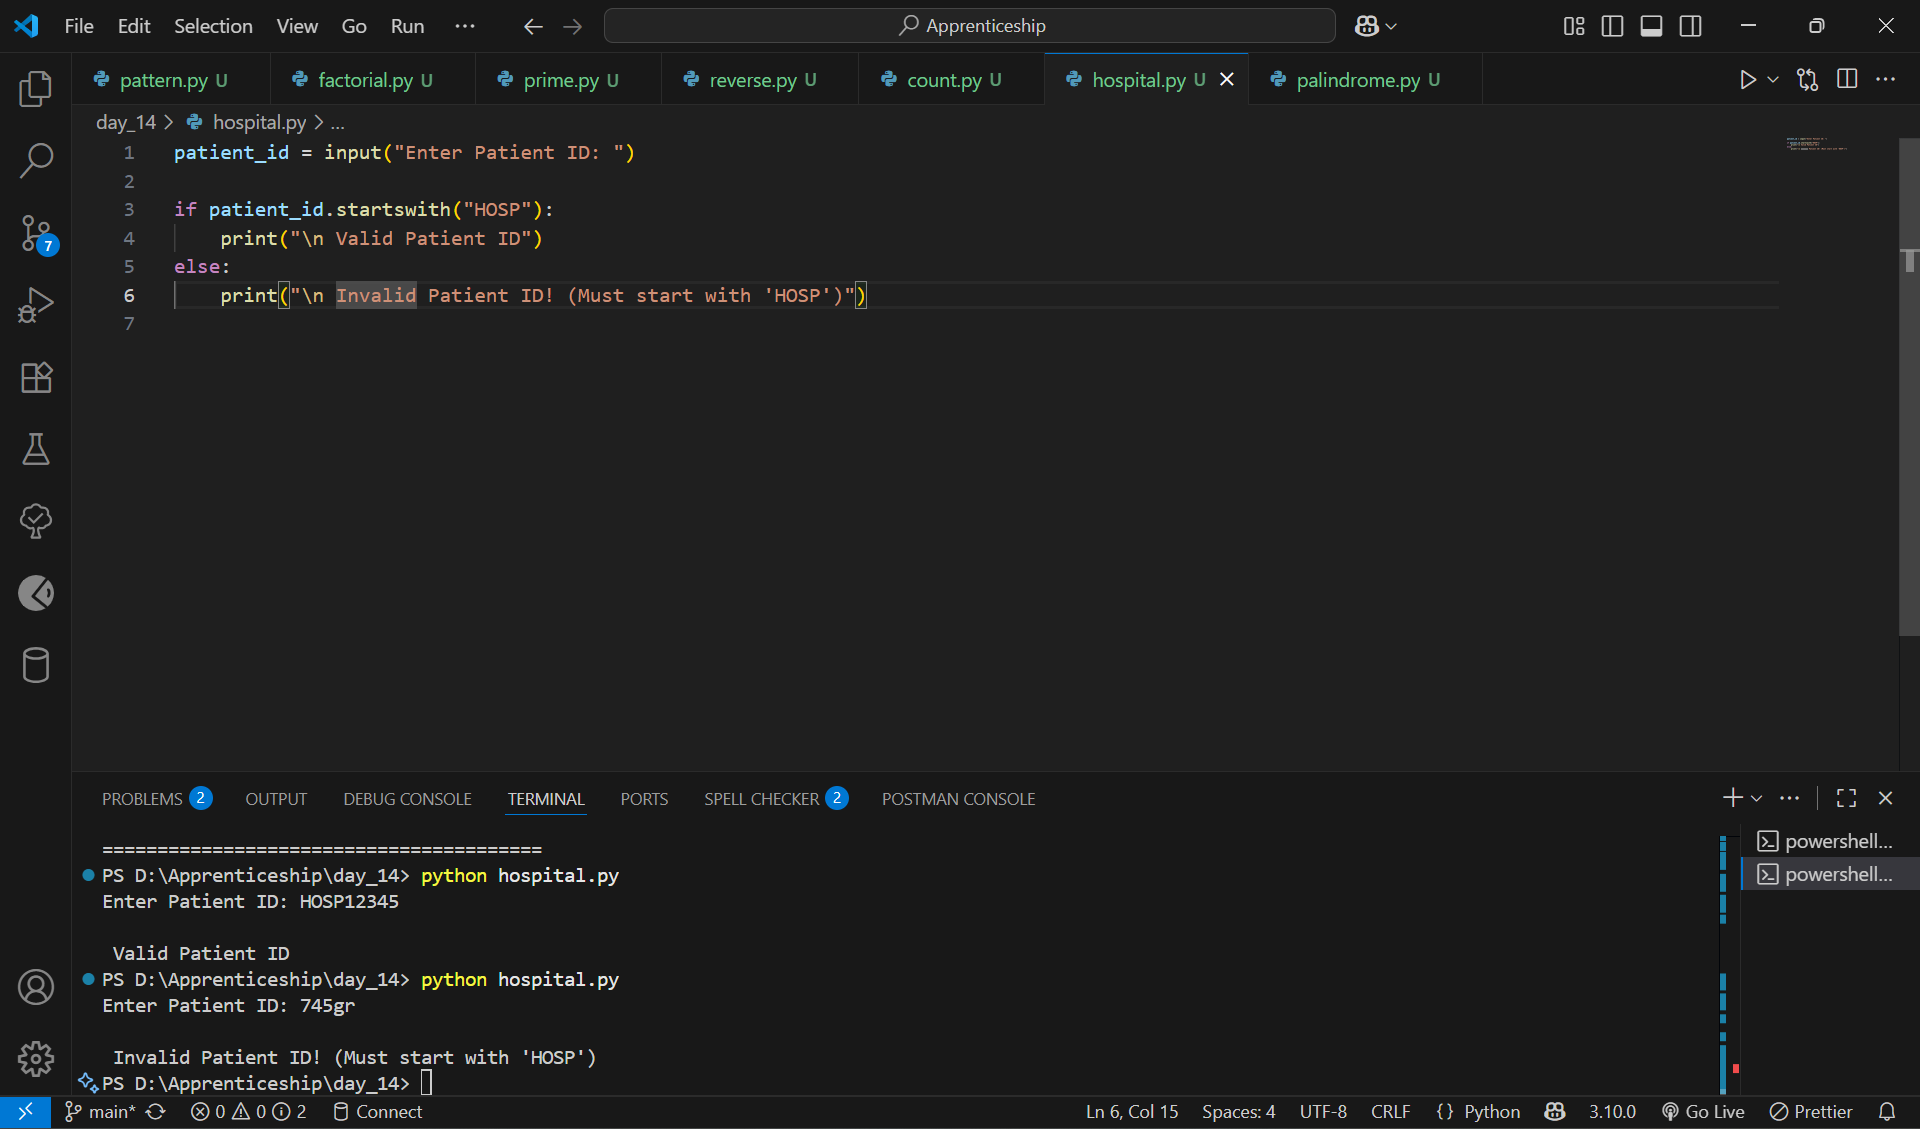 File Edit Selection View Go Run ··· Apprenticeship
pattern.py U factorial.py U prime.py U reverse.py U count.py U hospital.py U palindrome.py U
day_14 > hospital.py > ...
1 patient_id = input("Enter Patient ID: ")
2
3 if patient_id.startswith("HOSP"):
4     print("\n Valid Patient ID")
5 else:
6     print("\n Invalid Patient ID! (Must start with 'HOSP')")
7
7
PROBLEMS 2 OUTPUT DEBUG CONSOLE TERMINAL PORTS SPELL CHECKER 2 POSTMAN CONSOLE
========================================
PS D:\Apprenticeship\day_14> python hospital.py
Enter Patient ID: HOSP12345
 Valid Patient ID
PS D:\Apprenticeship\day_14> python hospital.py
Enter Patient ID: 745gr
 Invalid Patient ID! (Must start with 'HOSP')
PS D:\Apprenticeship\day_14>
powershell...
powershell...
main* 0 0 2 Connect Ln 6, Col 15 Spaces: 4 UTF-8 CRLF {} Python 3.10.0 Go Live Prettier